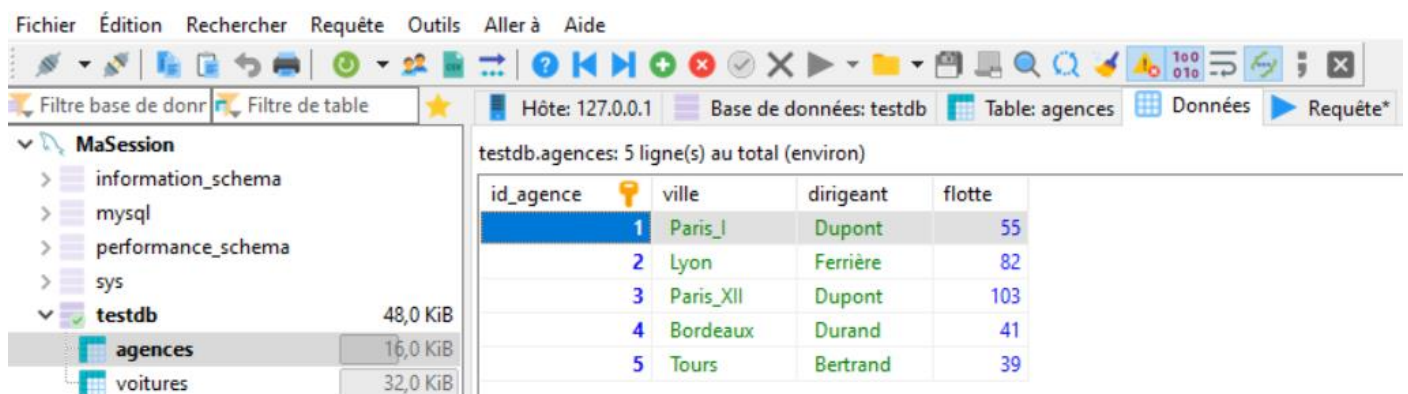 Fichier Édition Rechercher Requête Outils Aller à Aide
Filtre base de donr Filtre de table
Hôte: 127.0.0.1 Base de données: testdb Table: agences Données Requête*
MaSession
information_schema
mysql
performance_schema
sys
testdb 48,0 KiB
agences 16,0 KiB
voitures 32,0 KiB
testdb.agences: 5 ligne(s) au total (environ)
id_agence ville dirigeant flotte
1 Paris_I Dupont 55
2 Lyon Ferrière 82
3 Paris_XII Dupont 103
4 Bordeaux Durand 41
5 Tours Bertrand 39